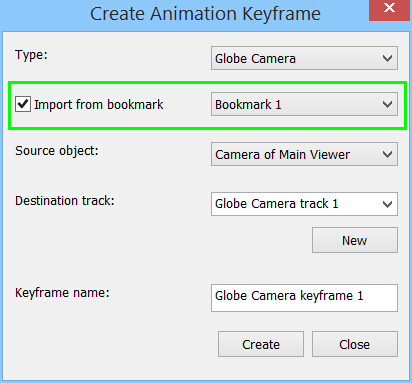 Create Animation Keyframe
Type: Globe Camera
Import from bookmark Bookmark 1
Source object: Camera of Main Viewer
Destination track: Globe Camera track 1
New
Keyframe name: Globe Camera keyframe 1
Create Close